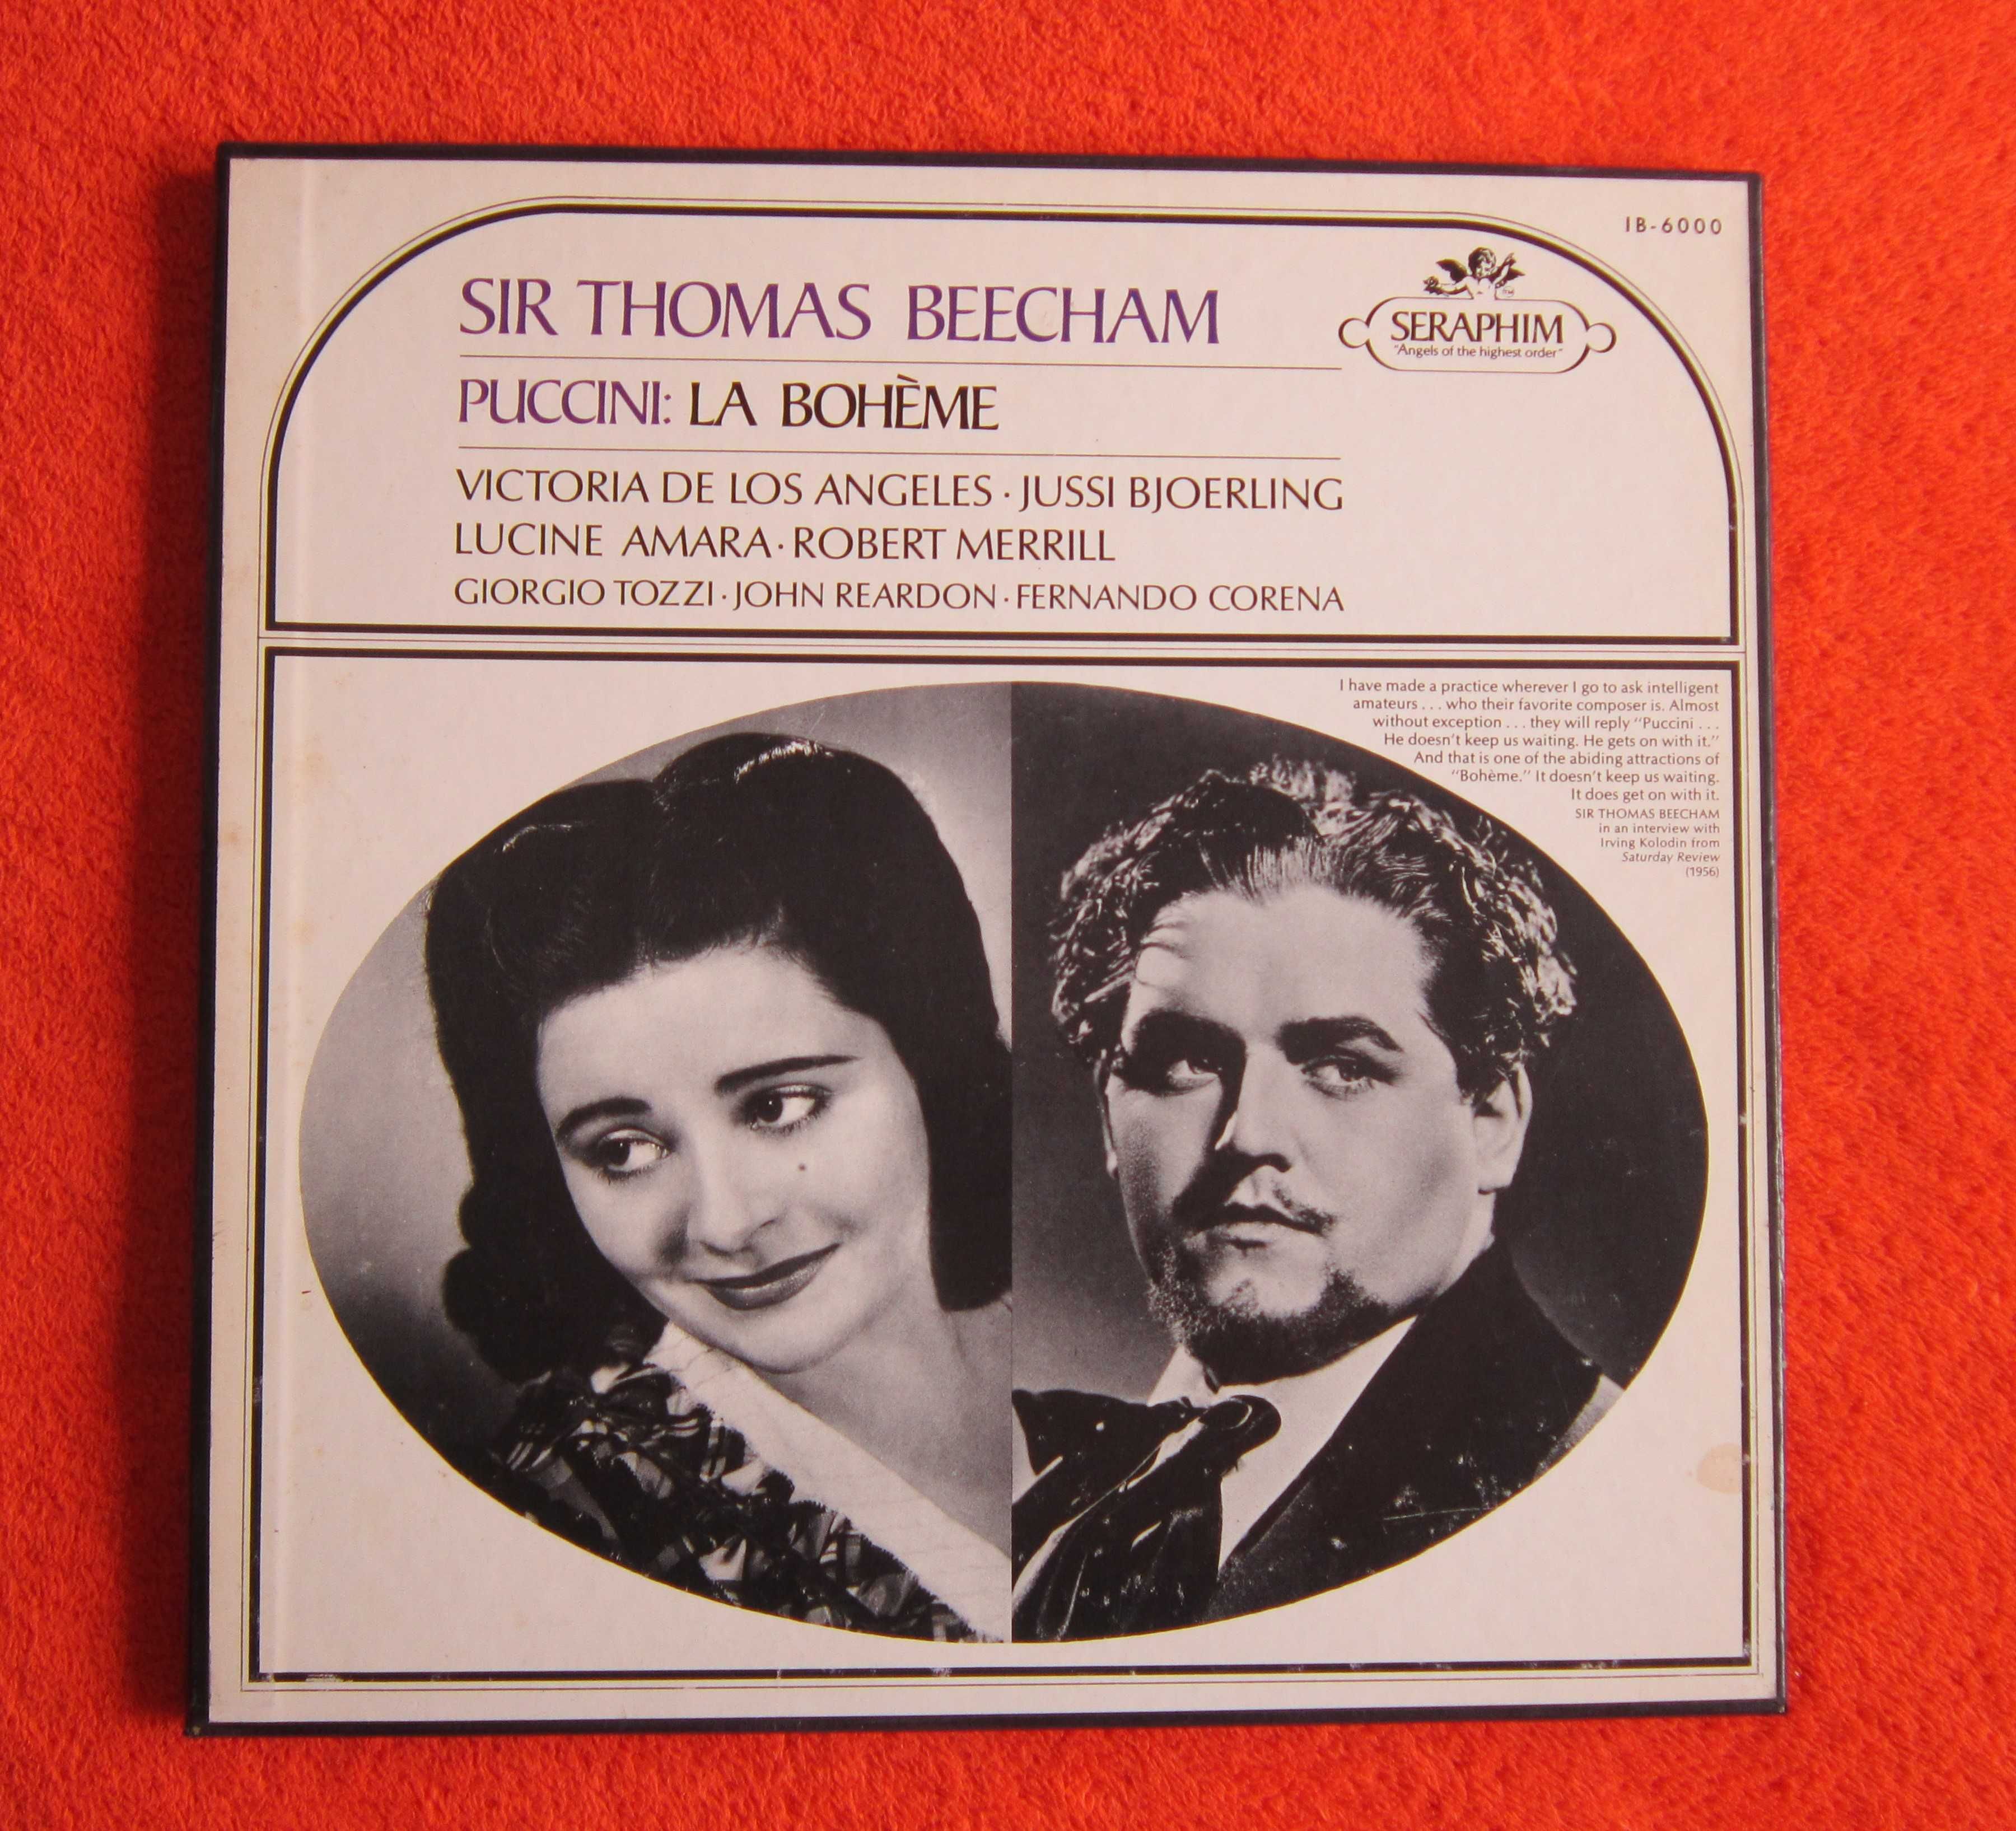 IB-6000
SERAPHIM
"Angels of the highest order"
SIR THOMAS BEECHAM
PUCCINI: LA BOHÈME
VICTORIA DE LOS ANGELES · JUSSI BJOERLING
LUCINE AMARA · ROBERT MERRILL
GIORGIO TOZZI · JOHN REARDON · FERNANDO CORENA
I have made a practice wherever I go to ask intelligent
amateurs . . . who their favorite composer is. Almost
without exception . . . they will reply "Puccini . . .
He doesn't keep us waiting. He gets on with it."
And that is one of the abiding attractions of
"Bohème." It doesn't keep us waiting.
It does get on with it.
SIR THOMAS BEECHAM
in an interview with
Irving Kolodin from
Saturday Review
(1956)